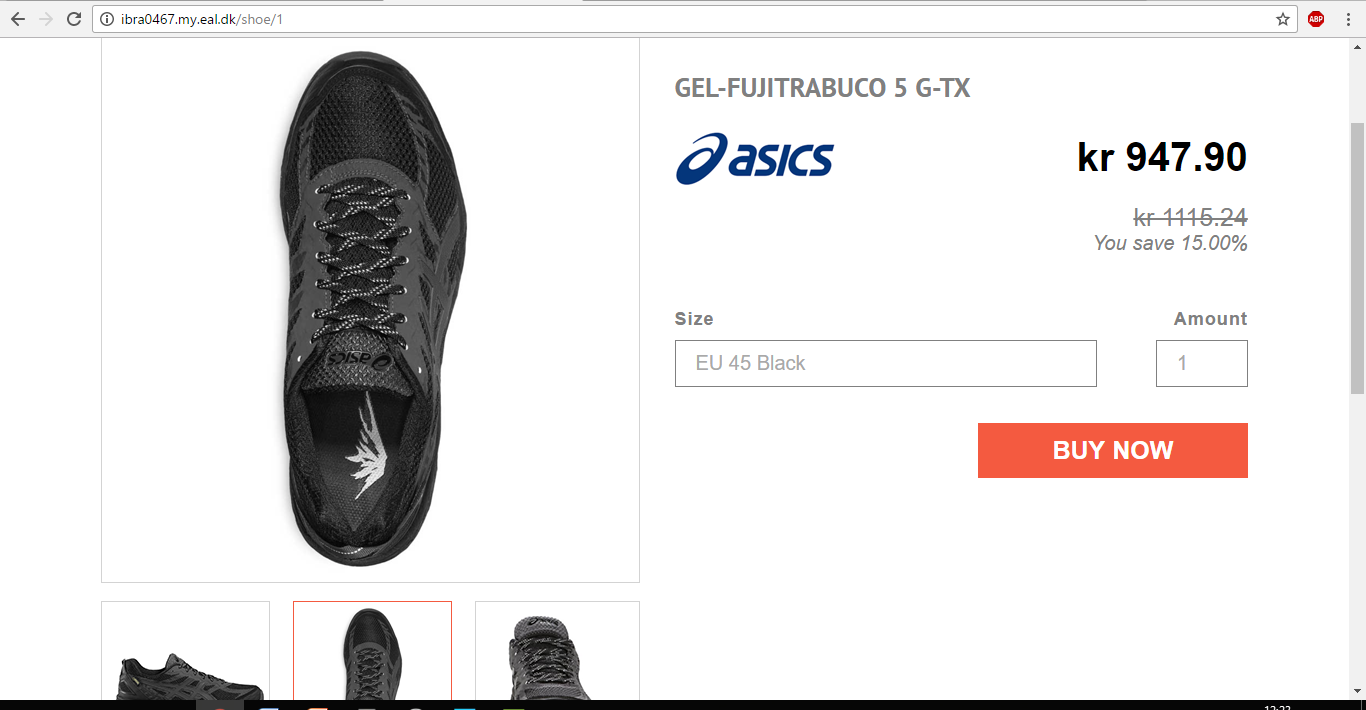 ibra0467.my.eal.dk/shoe/1
ABP
GEL-FUJITRABUCO 5 G-TX
asics
kr 947.90
kr 1115.24
You save 15.00%
Size
Amount
EU 45 Black
1
BUY NOW
asics